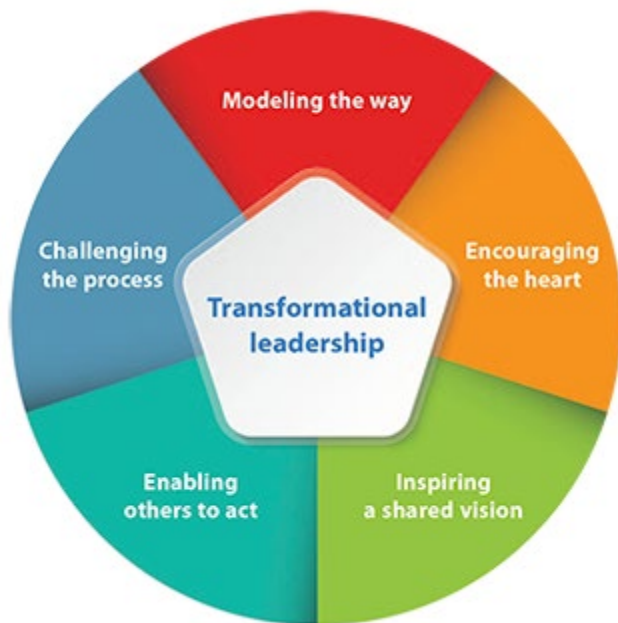 Modeling the way
Encouraging
the heart
Inspiring
a shared vision
Enabling
others to act
Challenging
the process
Transformational
leadership